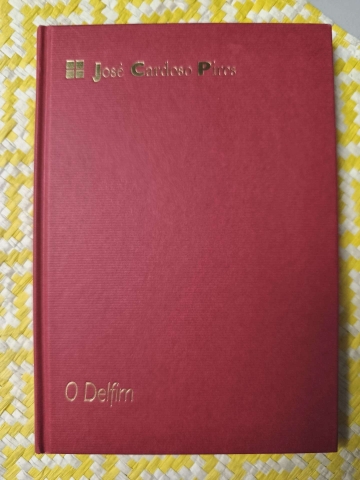 José Cardoso Pires
O Delfim